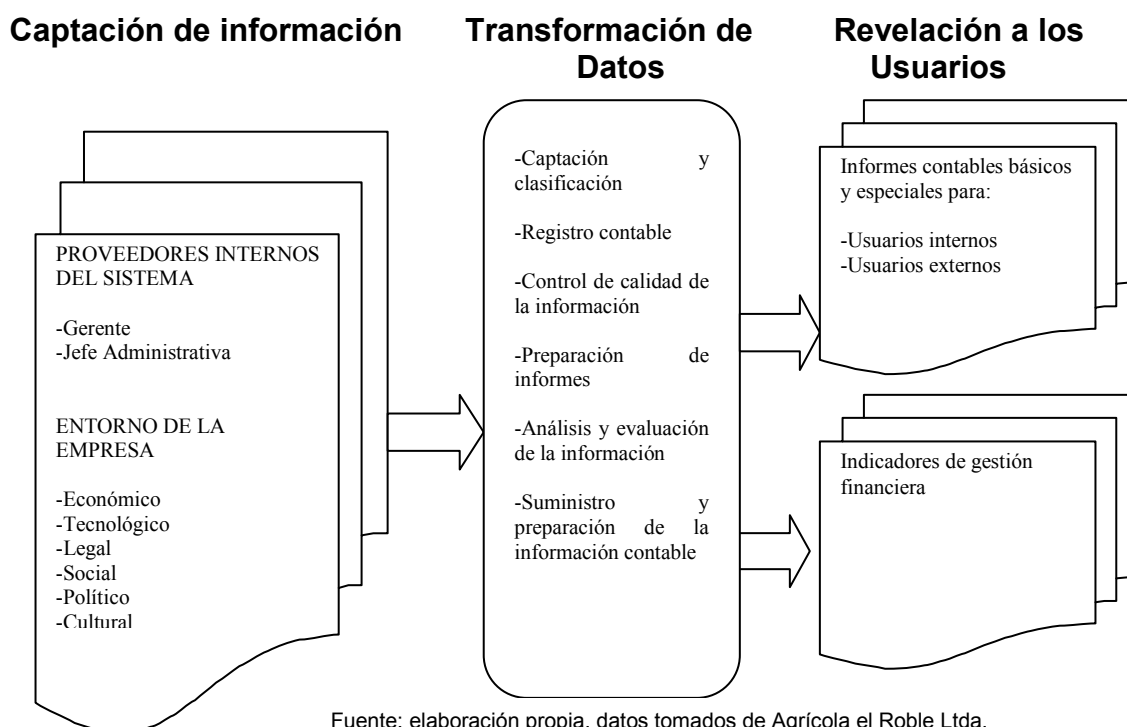 Captación de información
Transformación de
Datos
Revelación a los
Usuarios
PROVEEDORES INTERNOS
DEL SISTEMA
-Gerente
-Jefe Administrativa
ENTORNO DE LA
EMPRESA
-Económico
-Tecnológico
-Legal
-Social
-Político
-Cultural
-Captación y
clasificación
-Registro contable
-Control de calidad de
la información
-Preparación de
informes
-Análisis y evaluación
de la información
-Suministro y
preparación de la
información contable
Informes contables básicos
y especiales para:
-Usuarios internos
-Usuarios externos
Indicadores de gestión
financiera
Fuente: elaboración propia, datos tomados de Agrícola el Roble Ltda.